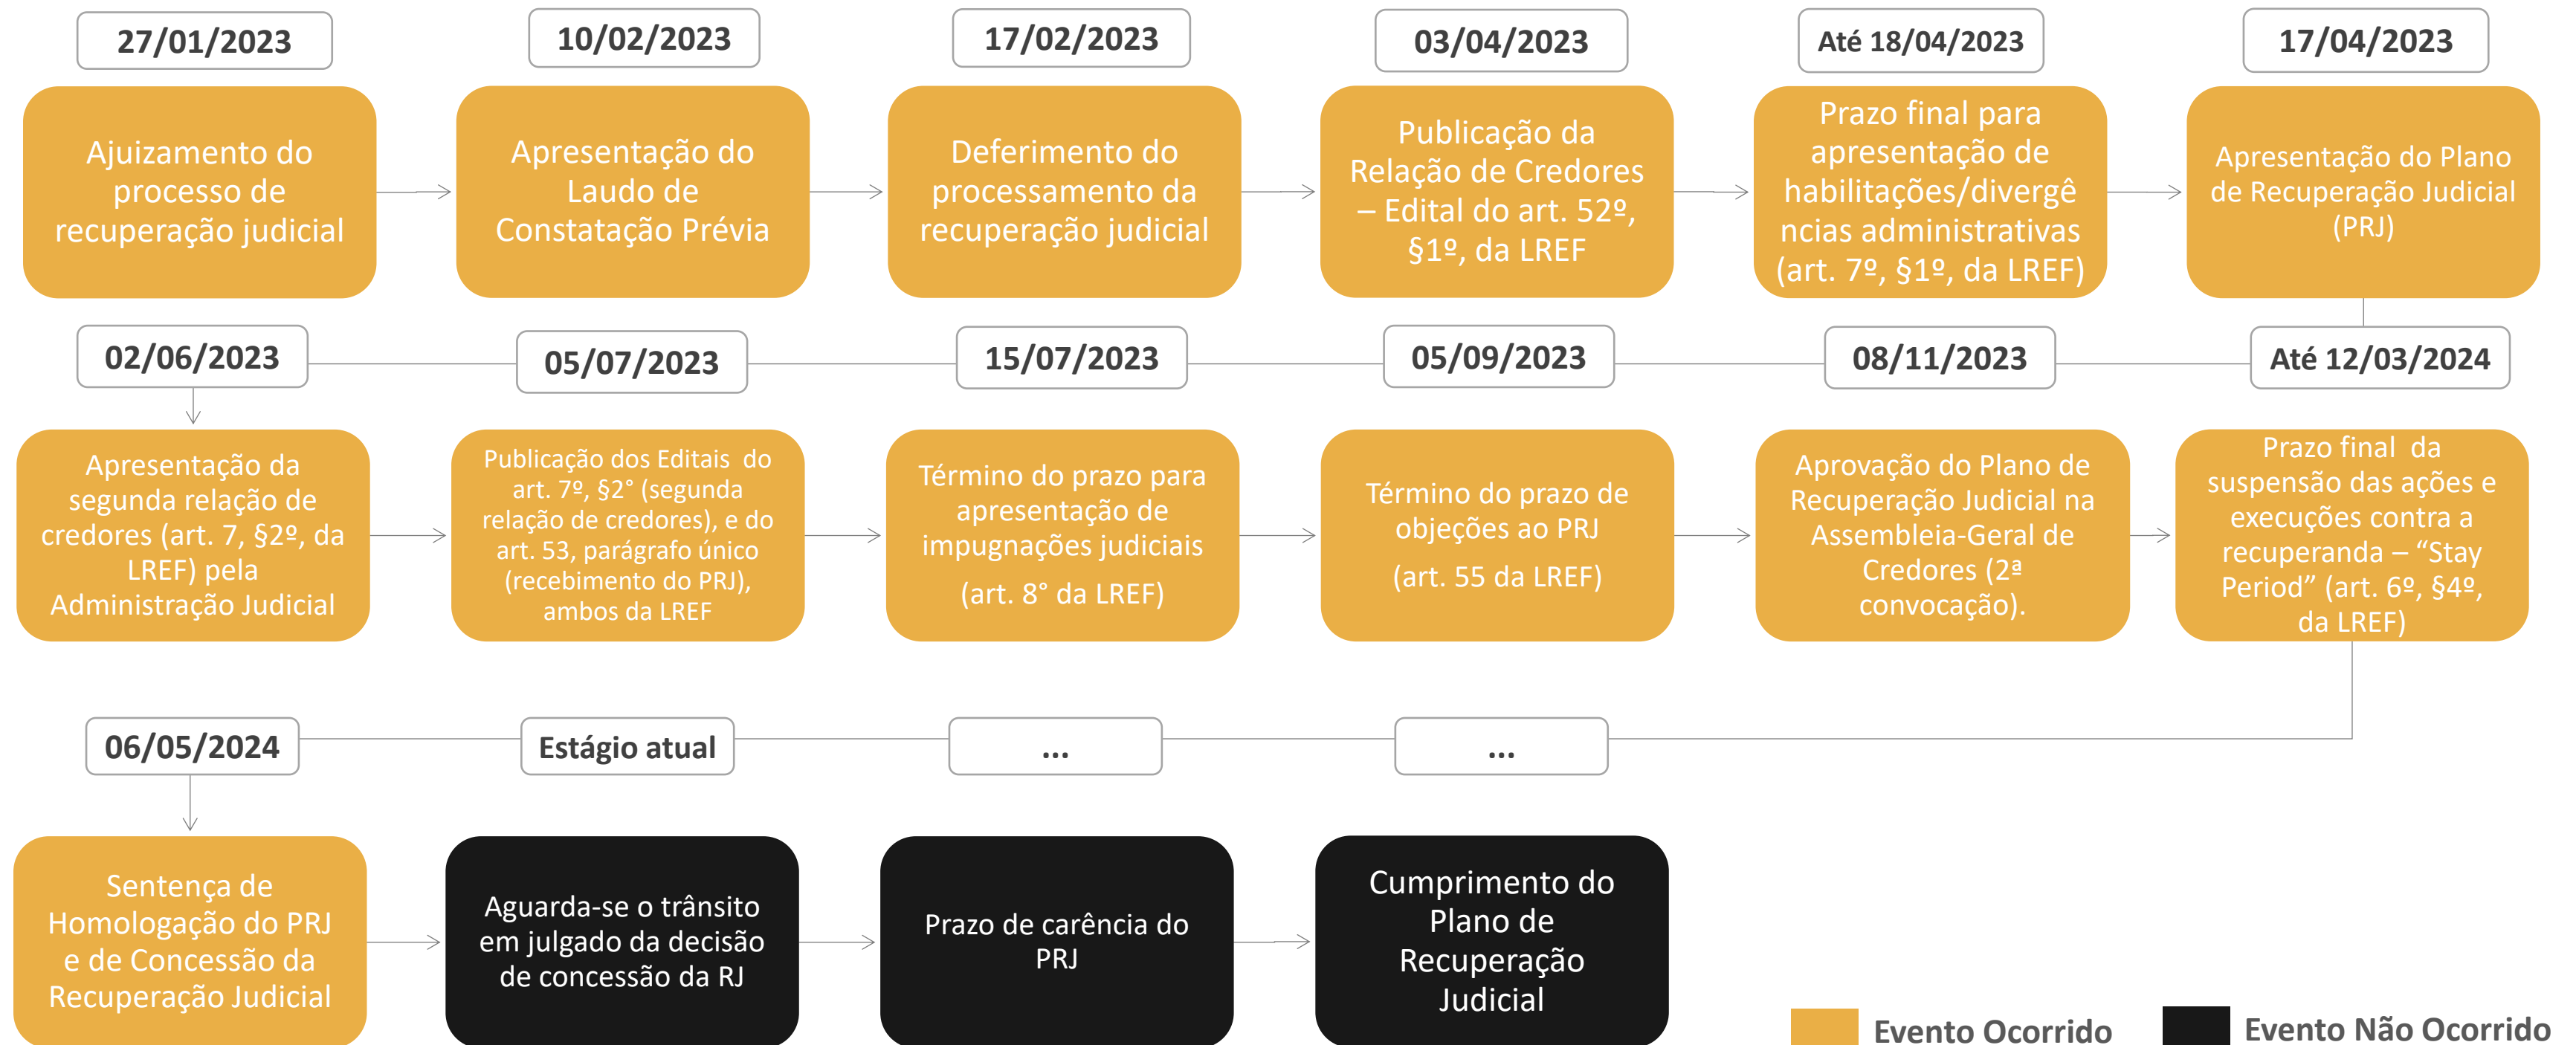 27/01/2023
10/02/2023
17/02/2023
03/04/2023
Até 18/04/2023
17/04/2023
Ajuizamento do
processo de
recuperação judicial
Apresentação do
Laudo de
Constatação Prévia
Deferimento do
processamento da
recuperação judicial
Publicação da
Relação de Credores
– Edital do art. 52º,
§1º, da LREF
Prazo final para
apresentação de
habilitações/divergê
ncias administrativas
(art. 7º, §1º, da LREF)
Apresentação do Plano
de Recuperação Judicial
(PRJ)
02/06/2023
05/07/2023
15/07/2023
05/09/2023
08/11/2023
Até 12/03/2024
Apresentação da
segunda relação de
credores (art. 7, §2º, da
LREF) pela
Administração Judicial
Publicação dos Editais do
art. 7º, §2° (segunda
relação de credores), e do
art. 53, parágrafo único
(recebimento do PRJ),
ambos da LREF
Término do prazo para
apresentação de
impugnações judiciais
(art. 8° da LREF)
Término do prazo de
objeções ao PRJ
(art. 55 da LREF)
Aprovação do Plano de
Recuperação Judicial na
Assembleia-Geral de
Credores (2ª
convocação).
Prazo final da
suspensão das ações e
execuções contra a
recuperanda – “Stay
Period” (art. 6º, §4º,
da LREF)
06/05/2024
Estágio atual
...
...
Sentença de
Homologação do PRJ
e de Concessão da
Recuperação Judicial
Aguarda-se o trânsito
em julgado da decisão
de concessão da RJ
Prazo de carência do
PRJ
Cumprimento do
Plano de
Recuperação
Judicial
Evento Ocorrido
Evento Não Ocorrido